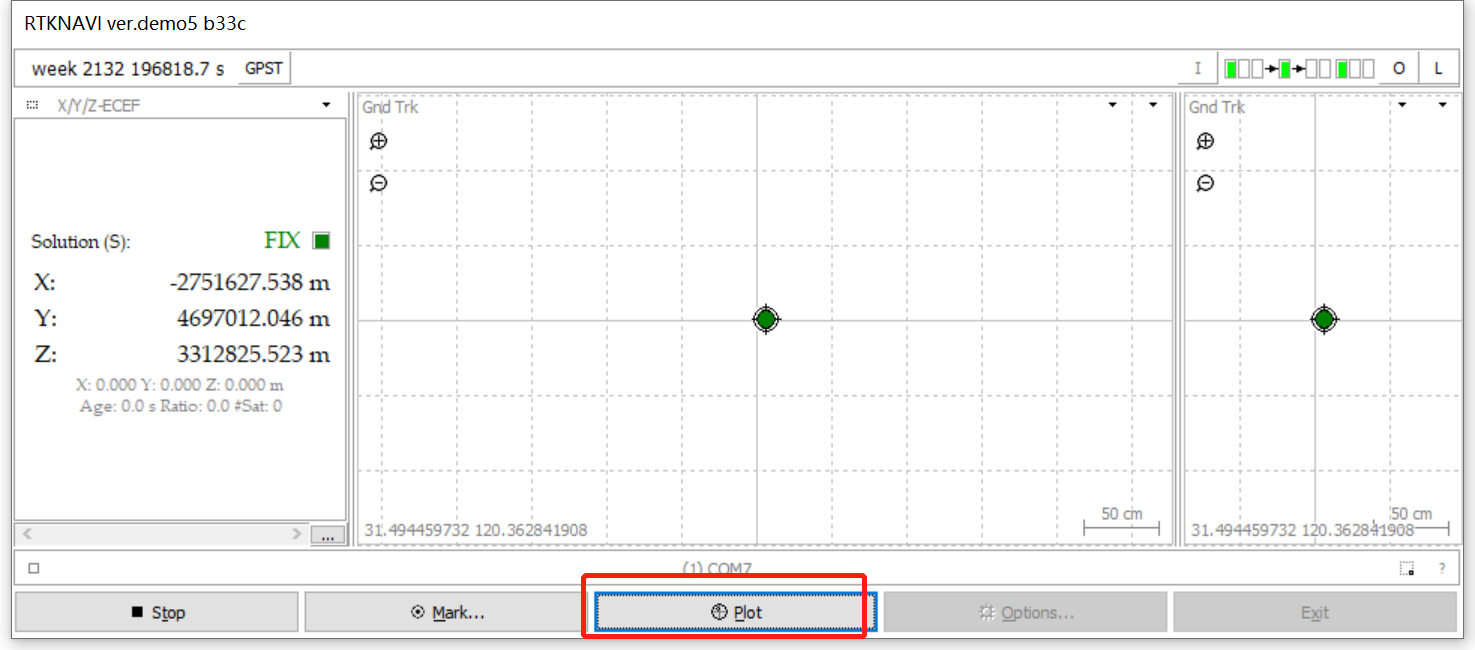 RTKNAVI ver.demo5 b33c
week 2132 196818.7 s GPST I O L
X/Y/Z-ECEF Gnd Trk Gnd Trk
Solution (S): FIX
X: -2751627.538 m
Y: 4697012.046 m
Z: 3312825.523 m
X: 0.000 Y: 0.000 Z: 0.000 m
Age: 0.0 s Ratio: 0.0 #Sat: 0
50 cm 50 cm
... 31.494459732 120.362841908 31.494459732 120.362841908
(1) COM7 ?
Stop Mark... Plot Options... Exit